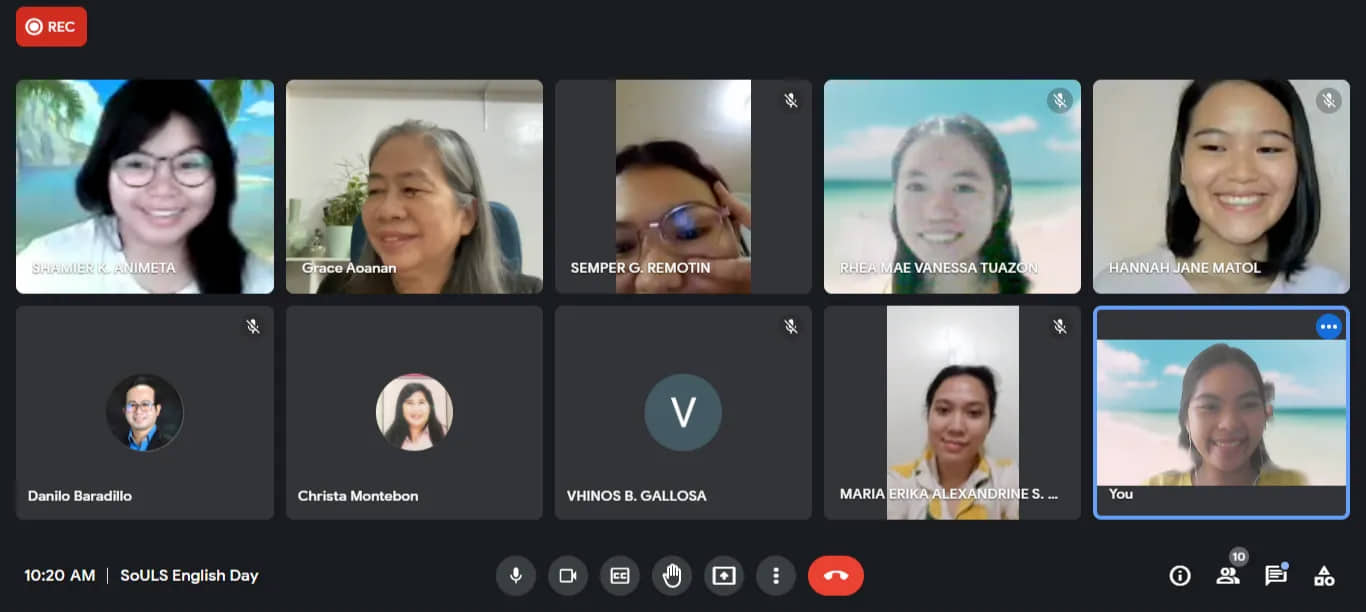 REC
SHAMIER K. ANIMETA
Grace Aoanan
SEMPER G. REMOTIN
RHEA MAE VANESSA TUAZON
HANNAH JANE MATOL
Danilo Baradillo
Christa Montebon
V
VHINOS B. GALLOSA
MARIA ERIKA ALEXANDRINE S. ...
You
10:20 AM | SoULS English Day
CC
10